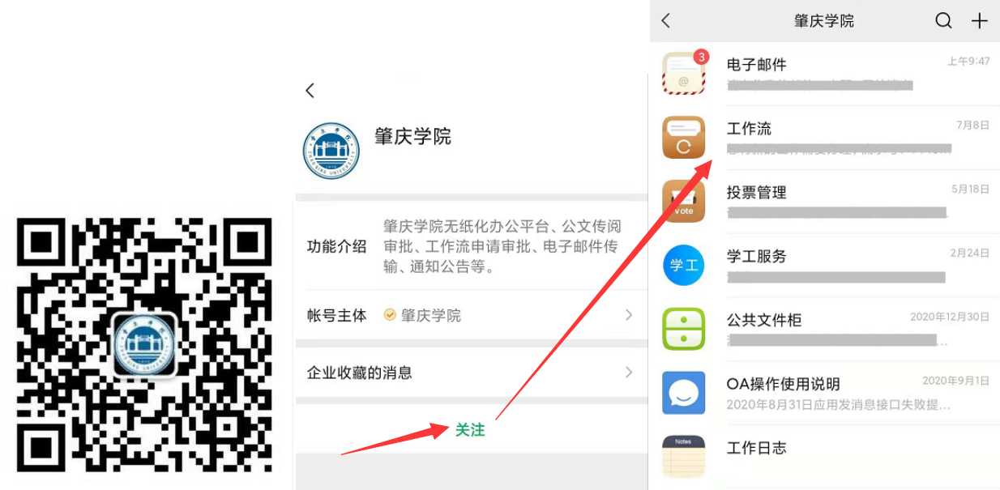 肇庆学院
功能介绍
肇庆学院无纸化办公平台、公文传阅
审批、工作流申请审批、电子邮件传
输、通知公告等。
帐号主体
肇庆学院
企业收藏的消息
关注
肇庆学院
3
@
电子邮件
上午9:47
工作流
7月8日
vote
投票管理
5月18日
学工
学工服务
2月24日
公共文件柜
2020年12月30日
OA操作使用说明
2020年9月1日
2020年8月31日应用发消息接口失败提...
Notes
工作日志